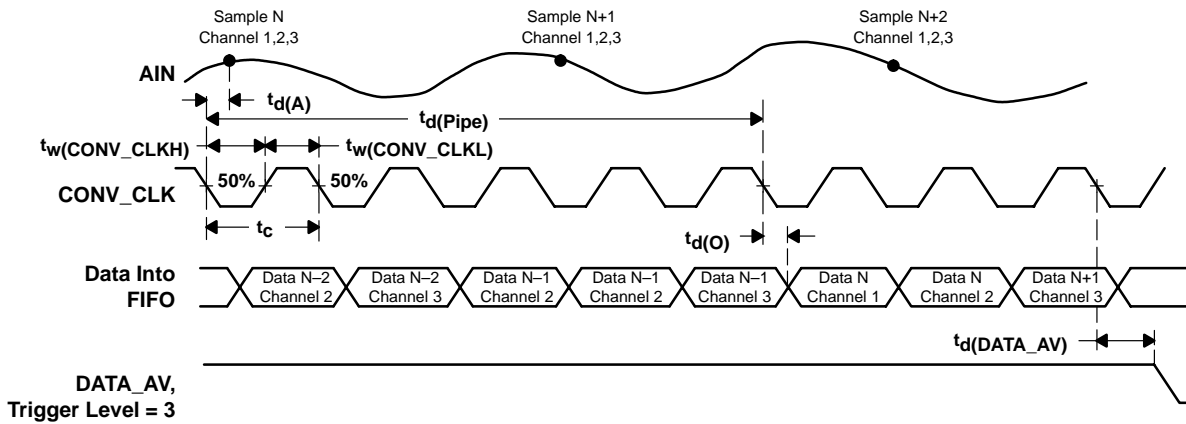 Sample N
Channel 1,2,3
Sample N+1
Channel 1,2,3
Sample N+2
Channel 1,2,3
AIN
td(A)
td(Pipe)
tw(CONV_CLKH)
tw(CONV_CLKL)
50%
50%
CONV_CLK
tc
td(O)
Data Into
FIFO
Data N–2
Channel 2
Data N–2
Channel 3
Data N–1
Channel 2
Data N–1
Channel 2
Data N–1
Channel 3
Data N
Channel 1
Data N
Channel 2
Data N+1
Channel 3
td(DATA_AV)
DATA_AV,
Trigger Level = 3